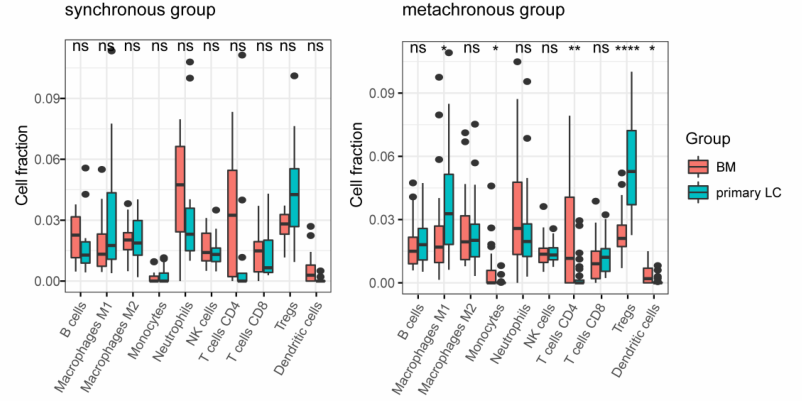 synchronous group
ns ns ns ns ns ns ns ns ns ns
Cell fraction
0.09
0.06
0.03
0.00
B cells
Macrophages M1
Macrophages M2
Monocytes
Neutrophils
NK cells
T cells CD4
T cells CD8
Tregs
Dendritic cells
metachronous group
ns * ns * ns ns ** ns **** *
Cell fraction
0.09
0.06
0.03
0.00
B cells
Macrophages M1
Macrophages M2
Monocytes
Neutrophils
NK cells
T cells CD4
T cells CD8
Tregs
Dendritic cells
Group
BM
primary LC